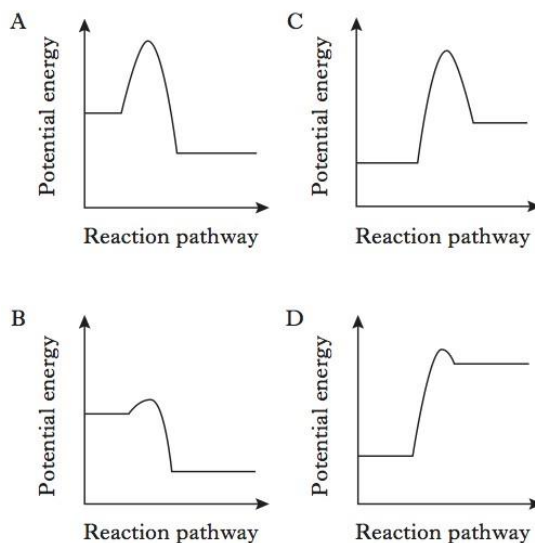 A
Potential energy
Reaction pathway
C
Potential energy
Reaction pathway
B
Potential energy
Reaction pathway
D
Potential energy
Reaction pathway